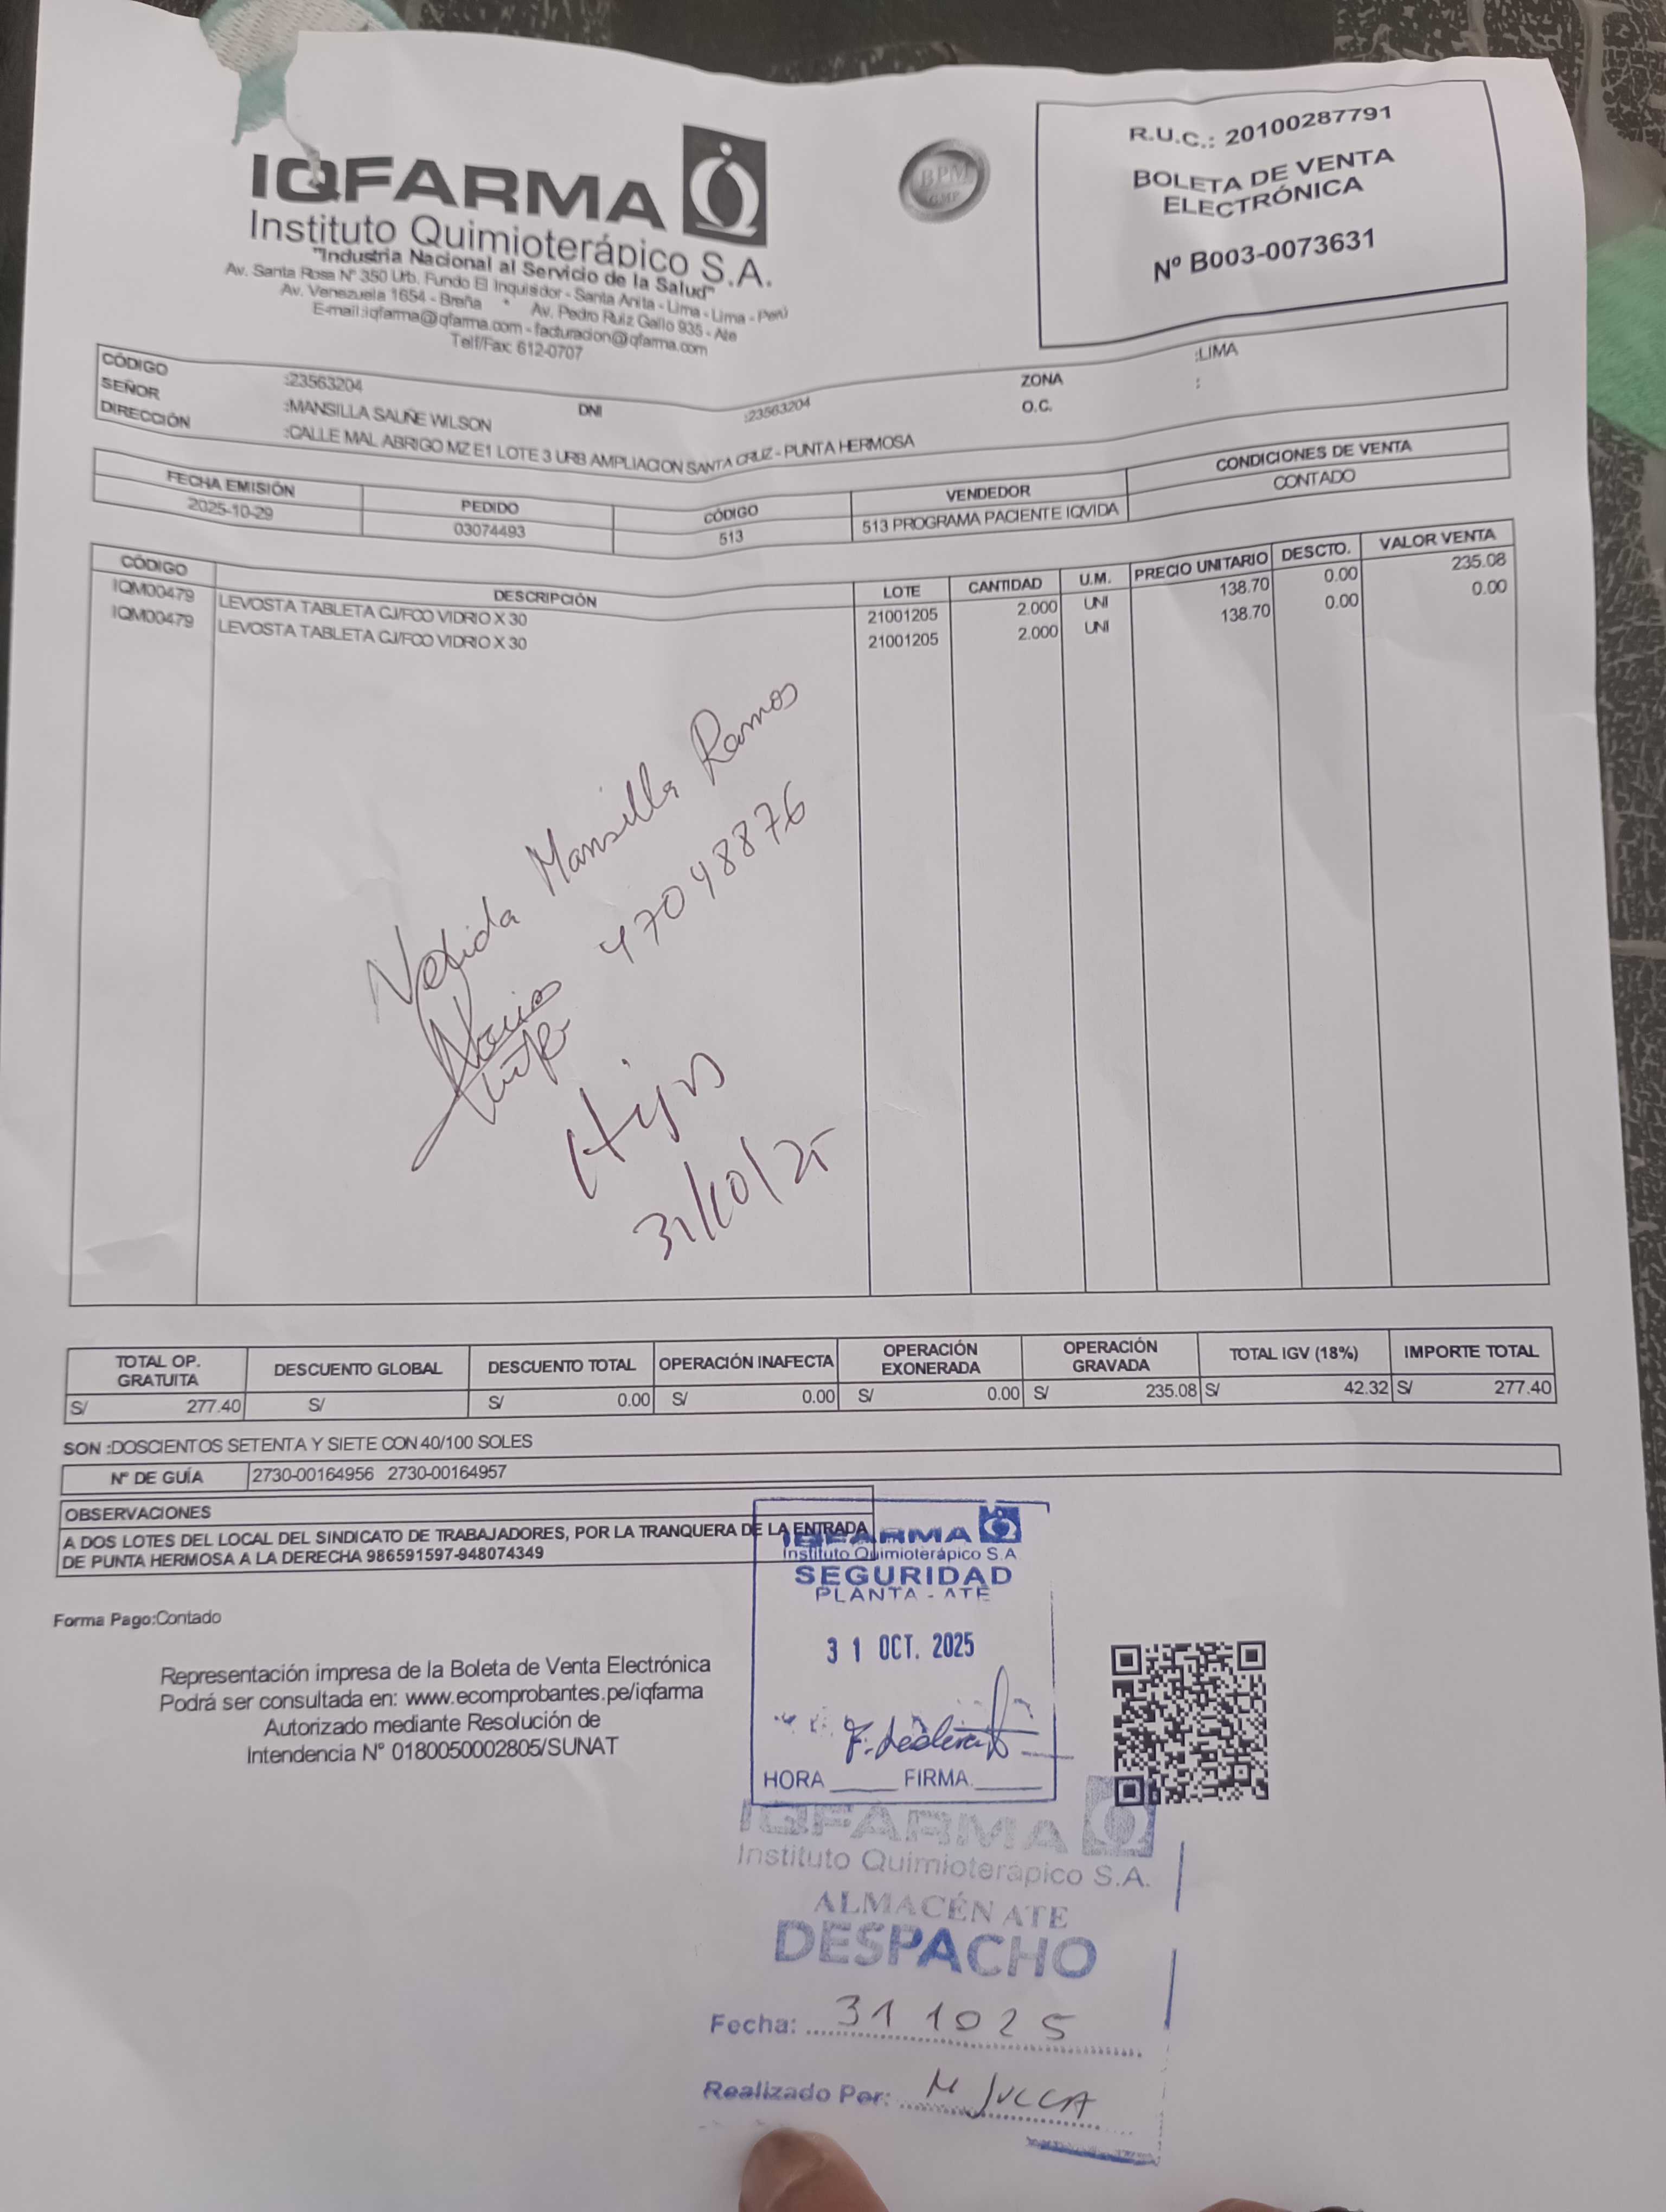 IQFARMA
Instituto Quimioterápico S.A.
"Industria Nacional al Servicio de la Salud"
Av. Santa Rosa Nº 350 Urb. Fundo El Inquisidor - Santa Anita - Lima - Lima - Perú
Av. Venezuela 1654 - Breña * Av. Pedro Ruiz Gallo 935 - Ate
E-mail:iqfarma@iqfarma.com - facturacion@iqfarma.com
Telf/Fax: 612-0707
BPM
GMP
R.U.C.: 20100287791
BOLETA DE VENTA
ELECTRÓNICA
Nº B003-0073631
CÓDIGO :23563204 ZONA :LIMA
SEÑOR :MANSILLA SAUÑE WILSON DNI :23563204 O.C. :
DIRECCIÓN :CALLE MAL ABRIGO MZ E1 LOTE 3 URB AMPLIACION SANTA CRUZ - PUNTA HERMOSA
FECHA EMISIÓN PEDIDO CÓDIGO VENDEDOR CONDICIONES DE VENTA
2025-10-29 03074493 513 513 PROGRAMA PACIENTE IQVIDA CONTADO
CÓDIGO DESCRIPCIÓN LOTE CANTIDAD U.M. PRECIO UNITARIO DESCTO. VALOR VENTA
IQM00479 LEVOSTA TABLETA CJ/FCO VIDRIO X 30 21001205 2.000 UNI 138.70 0.00 235.08
IQM00479 LEVOSTA TABLETA CJ/FCO VIDRIO X 30 21001205 2.000 UNI 138.70 0.00 0.00
Mansilla Ramos
47048876
31/10/25
TOTAL OP. GRATUITA DESCUENTO GLOBAL DESCUENTO TOTAL OPERACIÓN INAFECTA OPERACIÓN EXONERADA OPERACIÓN GRAVADA TOTAL IGV (18%) IMPORTE TOTAL
S/ 277.40 S/ S/ 0.00 S/ 0.00 S/ 0.00 S/ 235.08 S/ 42.32 S/ 277.40
SON :DOSCIENTOS SETENTA Y SIETE CON 40/100 SOLES
Nº DE GUÍA 2730-00164956 2730-00164957
OBSERVACIONES
A DOS LOTES DEL LOCAL DEL SINDICATO DE TRABAJADORES, POR LA TRANQUERA DE LA ENTRADA
DE PUNTA HERMOSA A LA DERECHA 986591597-948074349
Forma Pago:Contado
Representación impresa de la Boleta de Venta Electrónica
Podrá ser consultada en: www.ecomprobantes.pe/iqfarma
Autorizado mediante Resolución de
Intendencia N° 0180050002805/SUNAT
IQFARMA
Instituto Quimioterápico S.A
SEGURIDAD
PLANTA - ATE
31 OCT. 2025
HORA FIRMA
IQFARMA
Instituto Quimioterápico S.A.
ALMACÉN ATE
DESPACHO
Fecha: 31 10 25
Realizado Por: M JUCCA